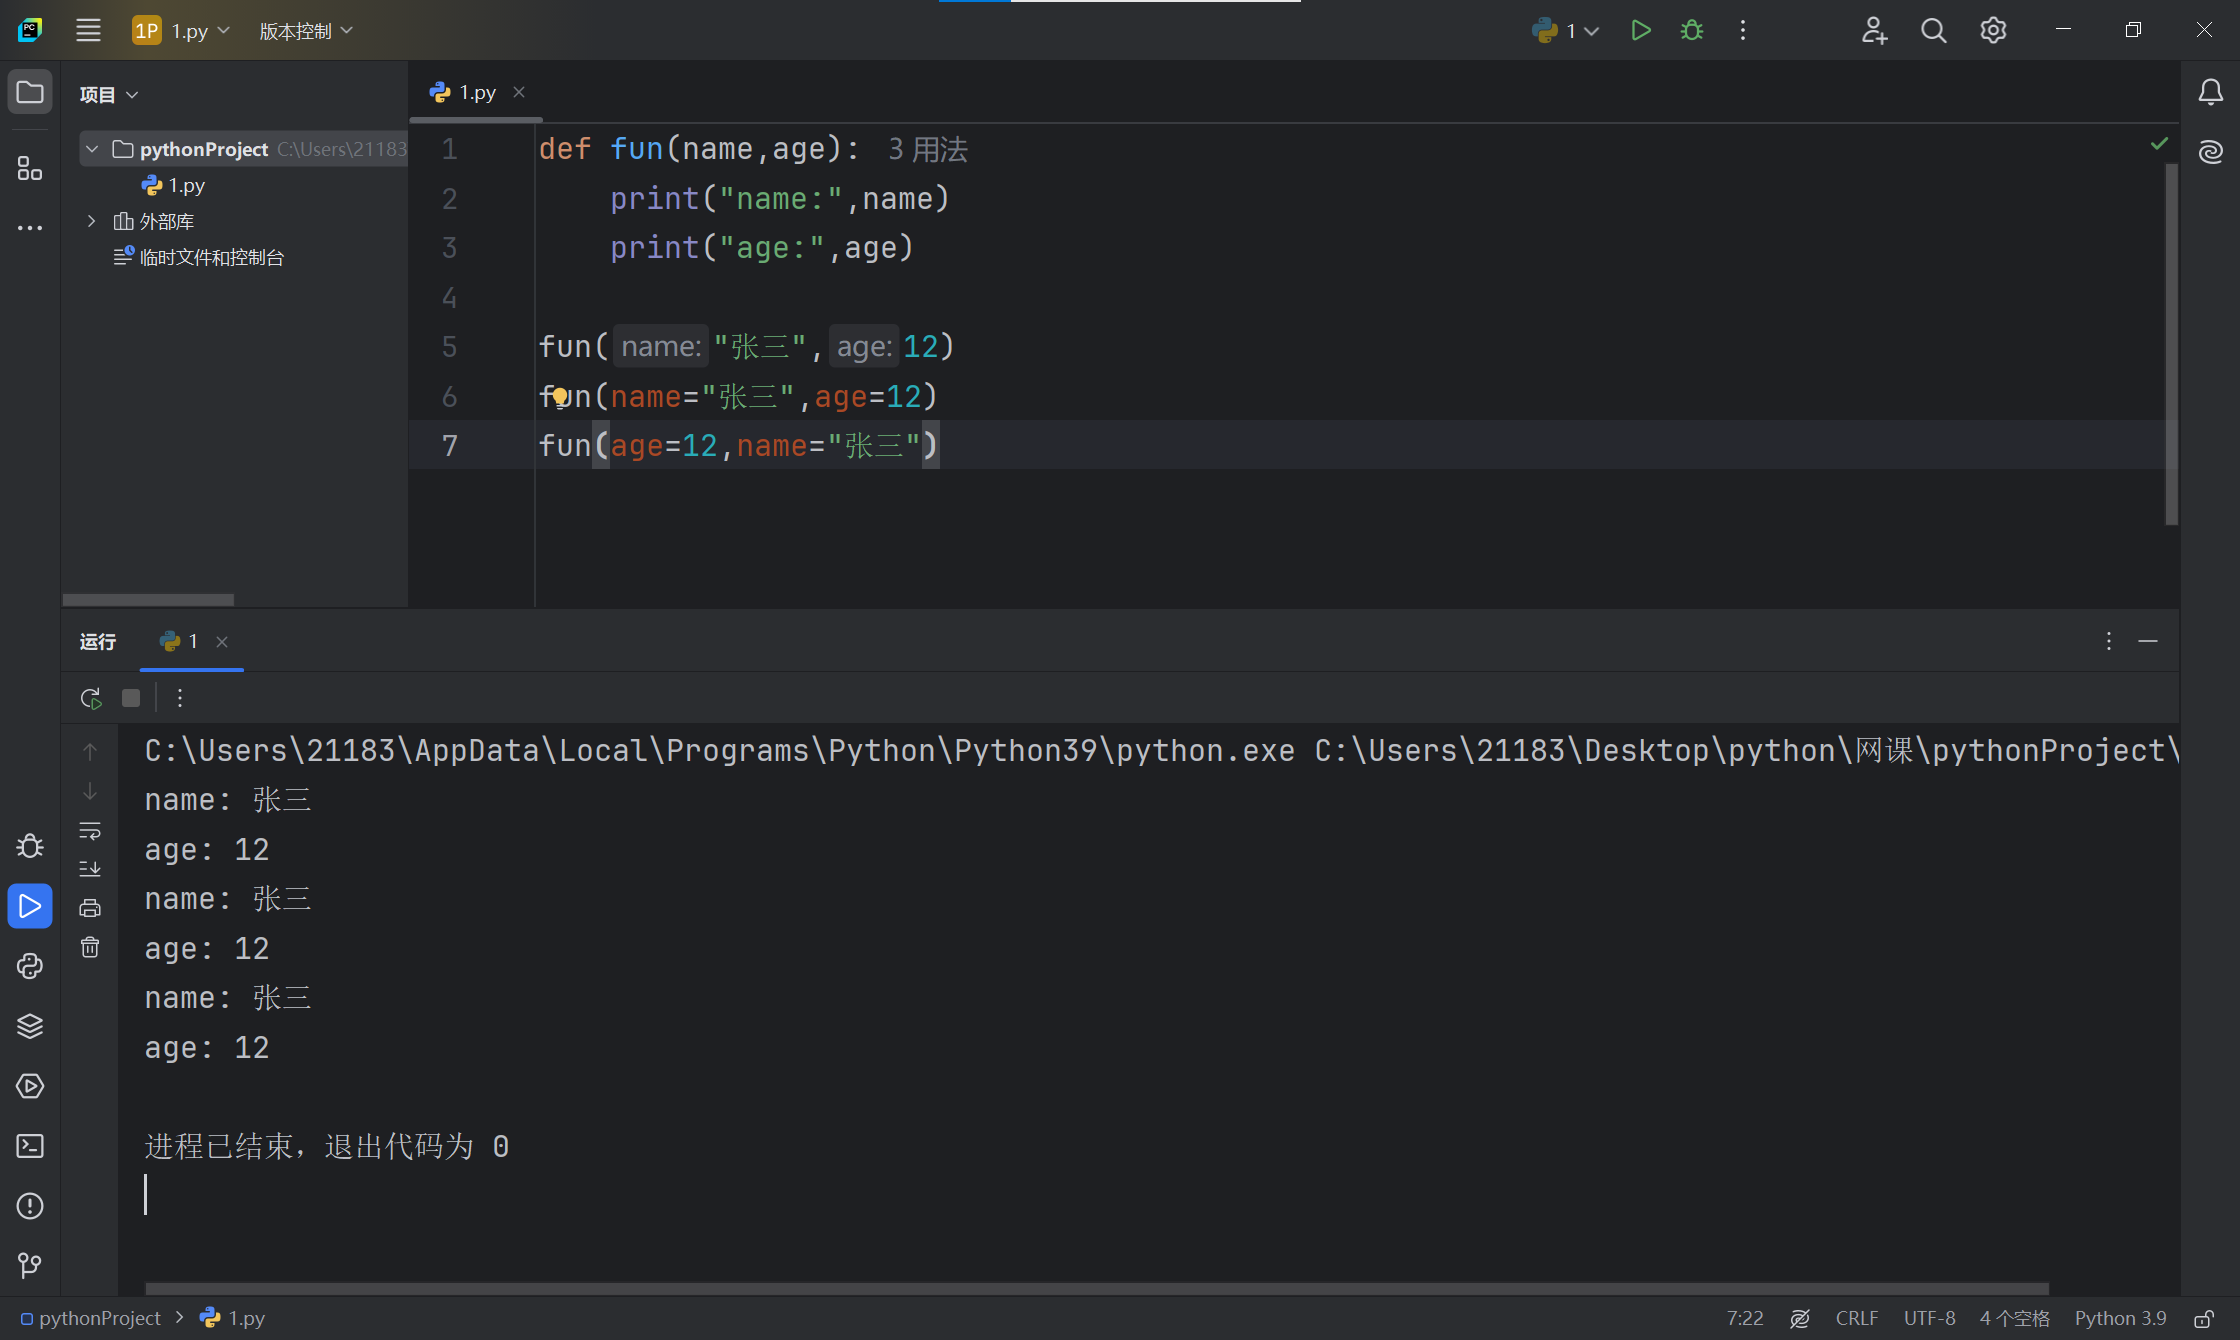 PC
1P 1.py 版本控制
1
项目
1.py
pythonProject C:\Users\21183
1.py
外部库
临时文件和控制台
1 def fun(name,age): 3 用法
2 print("name:",name)
3 print("age:",age)
4
5 fun( name: "张三", age: 12)
6 fun(name="张三",age=12)
7 fun(age=12,name="张三")
运行 1
C:\Users\21183\AppData\Local\Programs\Python\Python39\python.exe C:\Users\21183\Desktop\python\网课\pythonProject\
name: 张三
age: 12
name: 张三
age: 12
name: 张三
age: 12
进程已结束，退出代码为 0
pythonProject 1.py
7:22 CRLF UTF-8 4 个空格 Python 3.9